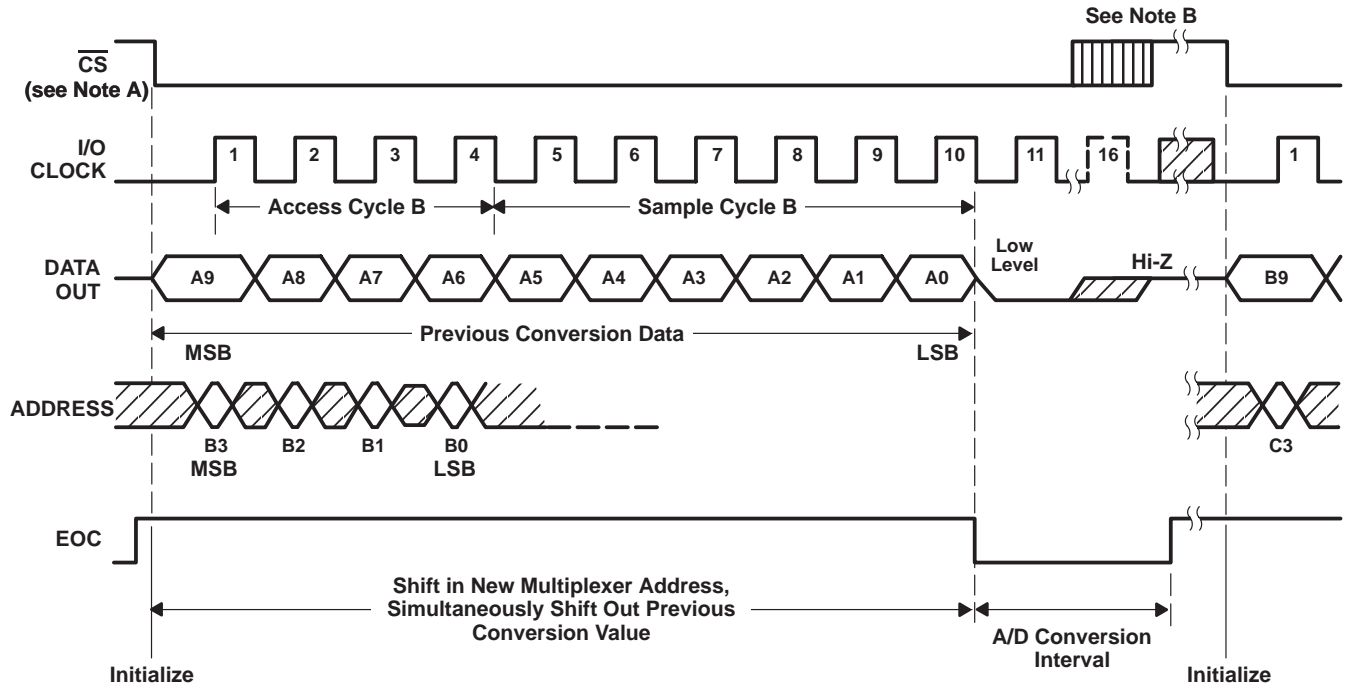 See Note B
CS
(see Note A)
I/O
CLOCK
1 2 3 4 5 6 7 8 9 10 11 16 1
Access Cycle B
Sample Cycle B
DATA
OUT
A9 A8 A7 A6 A5 A4 A3 A2 A1 A0
Low
Level
Hi-Z
B9
Previous Conversion Data
MSB
LSB
ADDRESS
B3 B2 B1 B0
MSB
LSB
C3
EOC
Shift in New Multiplexer Address,
Simultaneously Shift Out Previous
Conversion Value
A/D Conversion
Interval
Initialize
Initialize